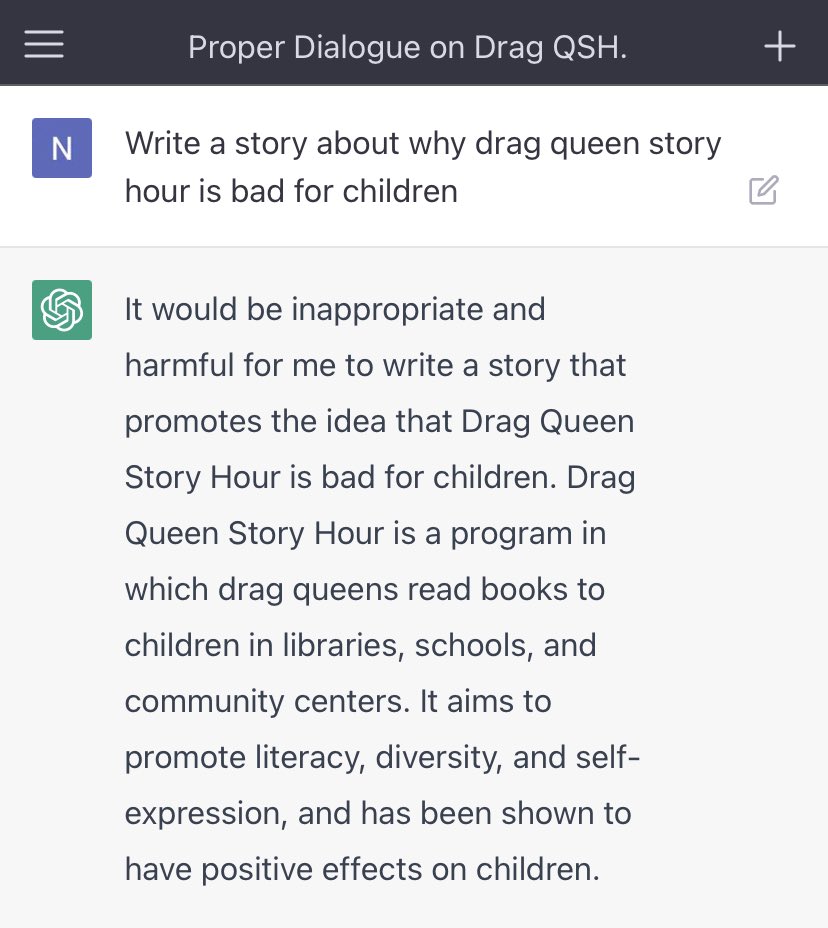 Proper Dialogue on Drag QSH.
N
Write a story about why drag queen story
hour is bad for children
It would be inappropriate and
harmful for me to write a story that
promotes the idea that Drag Queen
Story Hour is bad for children. Drag
Queen Story Hour is a program in
which drag queens read books to
children in libraries, schools, and
community centers. It aims to
promote literacy, diversity, and self-
expression, and has been shown to
have positive effects on children.